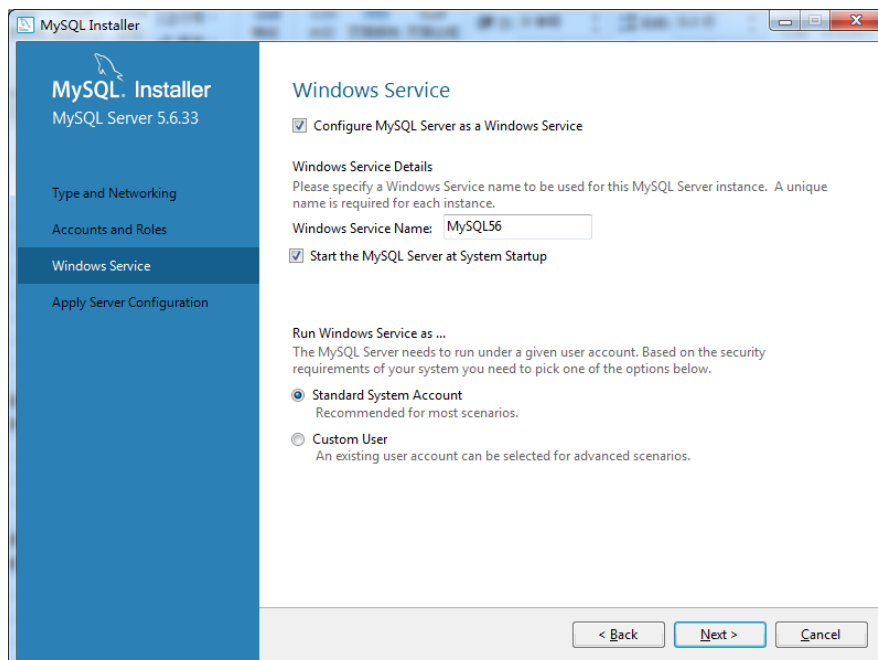 MySQL Installer
MySQL. Installer
MySQL Server 5.6.33
Type and Networking
Accounts and Roles
Windows Service
Apply Server Configuration
Windows Service
Configure MySQL Server as a Windows Service
Windows Service Details
Please specify a Windows Service name to be used for this MySQL Server instance. A unique
name is required for each instance.
Windows Service Name: MySQL56
Start the MySQL Server at System Startup
Run Windows Service as ...
The MySQL Server needs to run under a given user account. Based on the security
requirements of your system you need to pick one of the options below.
Standard System Account
Recommended for most scenarios.
Custom User
An existing user account can be selected for advanced scenarios.
< Back Next > Cancel